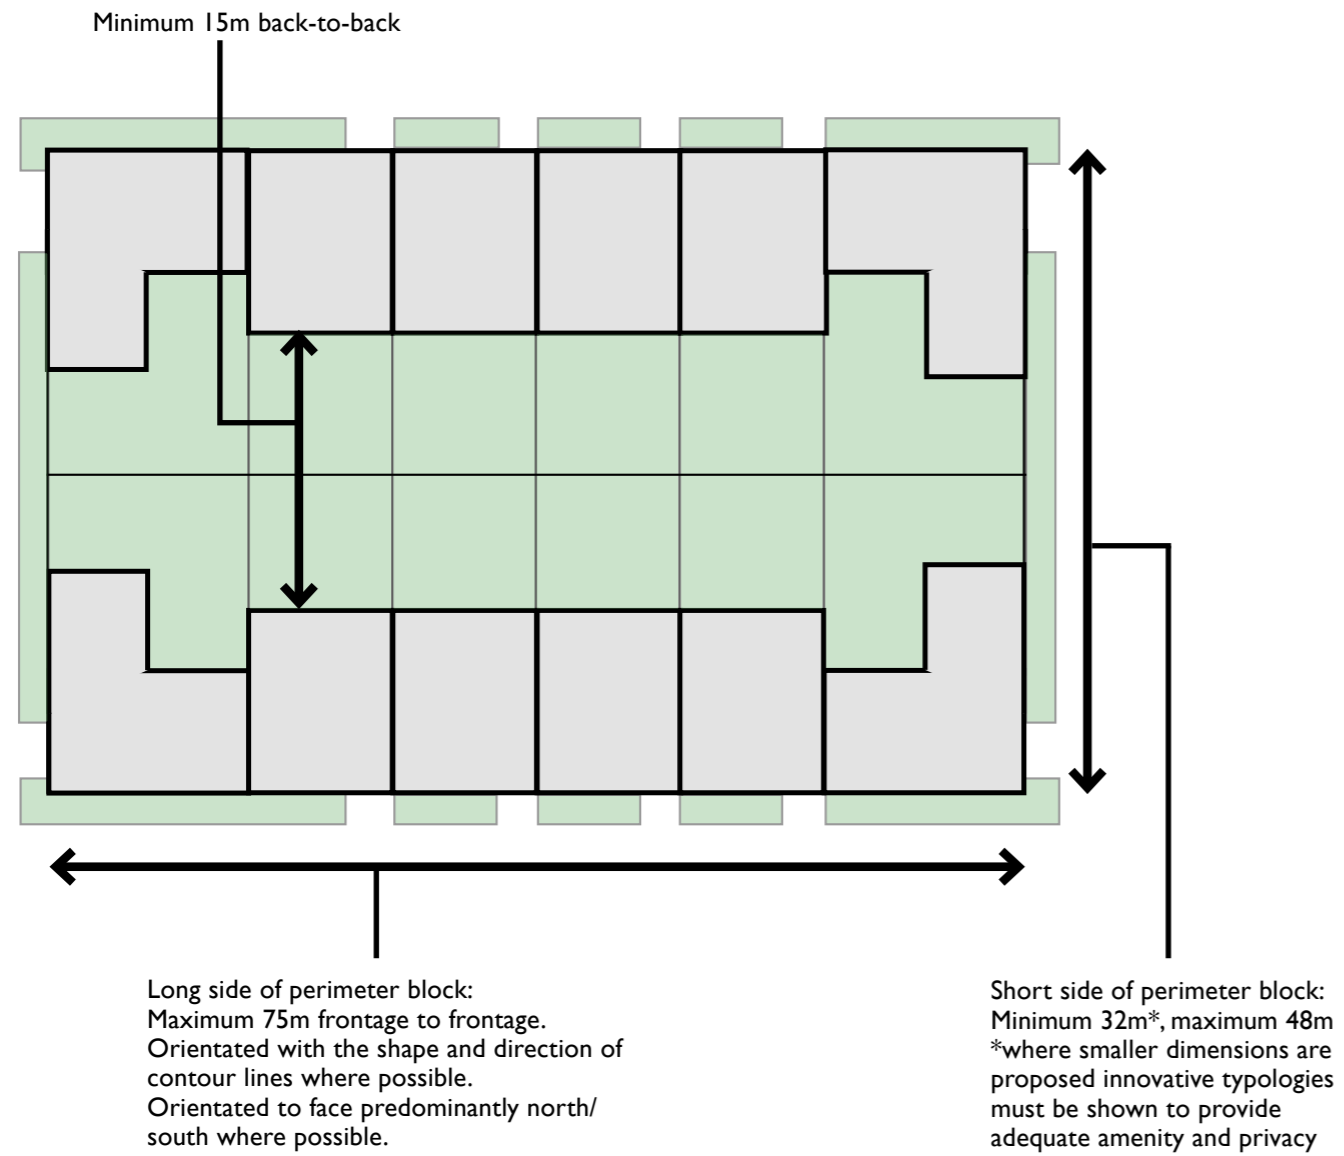 Minimum 15m back-to-back
Long side of perimeter block:
Maximum 75m frontage to frontage.
Orientated with the shape and direction of
contour lines where possible.
Orientated to face predominantly north/
south where possible.
Short side of perimeter block:
Minimum 32m*, maximum 48m
*where smaller dimensions are
proposed innovative typologies
must be shown to provide
adequate amenity and privacy